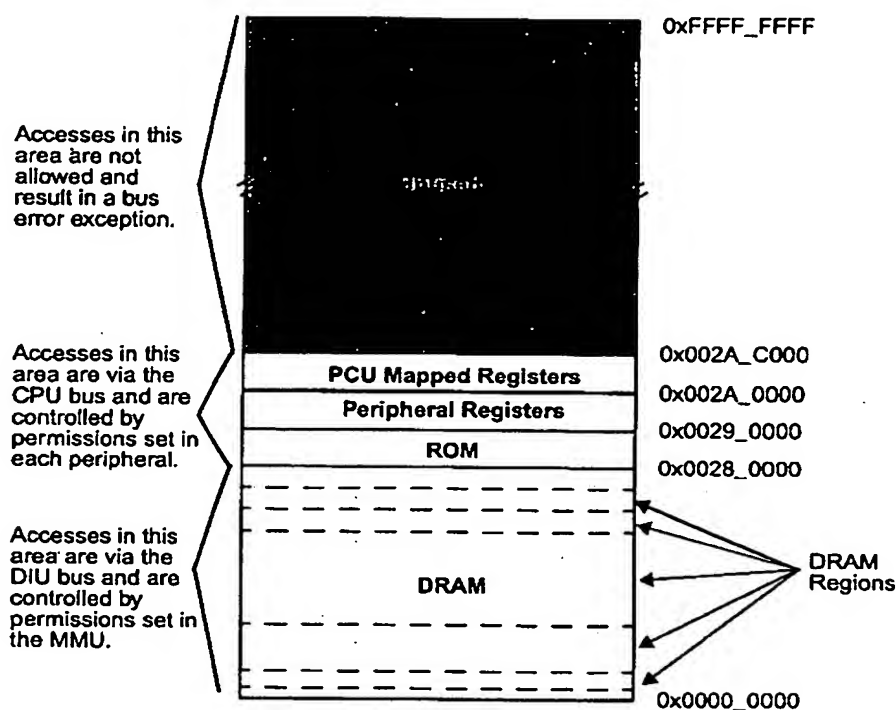 0xFFFF_FFFF
Accesses in this
area are not
allowed and
result in a bus
error exception.
0x002A_C000
Accesses in this
area are via the
CPU bus and are
controlled by
permissions set in
each peripheral.
PCU Mapped Registers
0x002A_0000
Peripheral Registers
0x0029_0000
ROM
0x0028_0000
Accesses in this
area are via the
DIU bus and are
controlled by
permissions set in
the MMU.
DRAM
DRAM
Regions
0x0000_0000